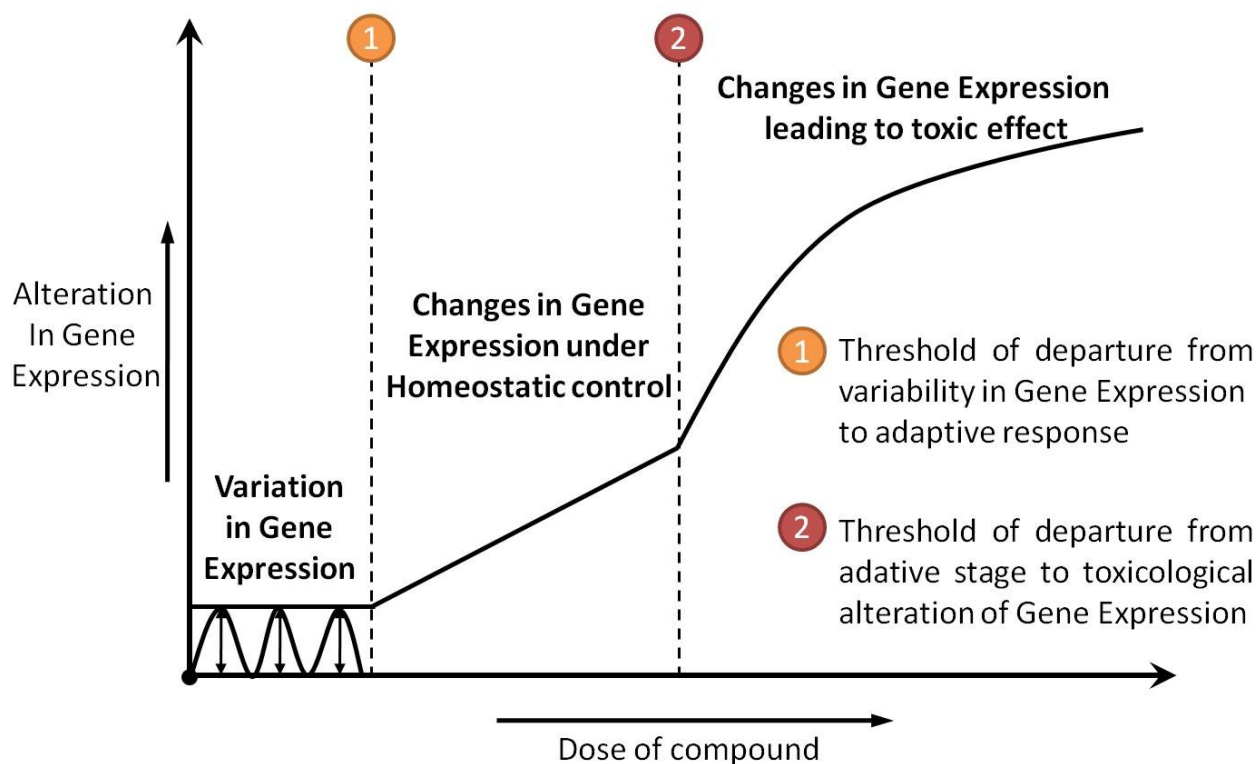 1
2
Changes in Gene Expression
leading to toxic effect
Alteration
In Gene
Expression
Changes in Gene
Expression under
Homeostatic control
Variation
in Gene
Expression
1 Threshold of departure from
variability in Gene Expression
to adaptive response
2 Threshold of departure from
adative stage to toxicological
alteration of Gene Expression
Dose of compound